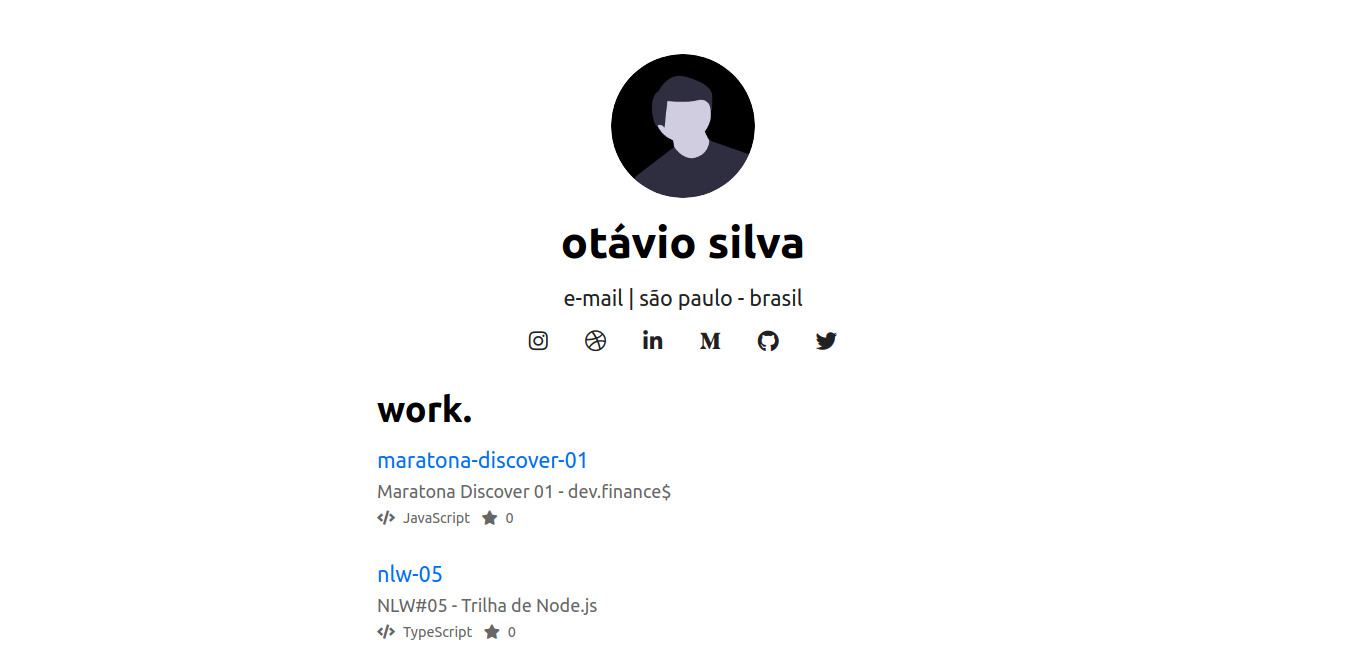 otávio silva
e-mail | são paulo - brasil
work.
maratona-discover-01
Maratona Discover 01 - dev.finance$
JavaScript 0
nlw-05
NLW#05 - Trilha de Node.js
TypeScript 0